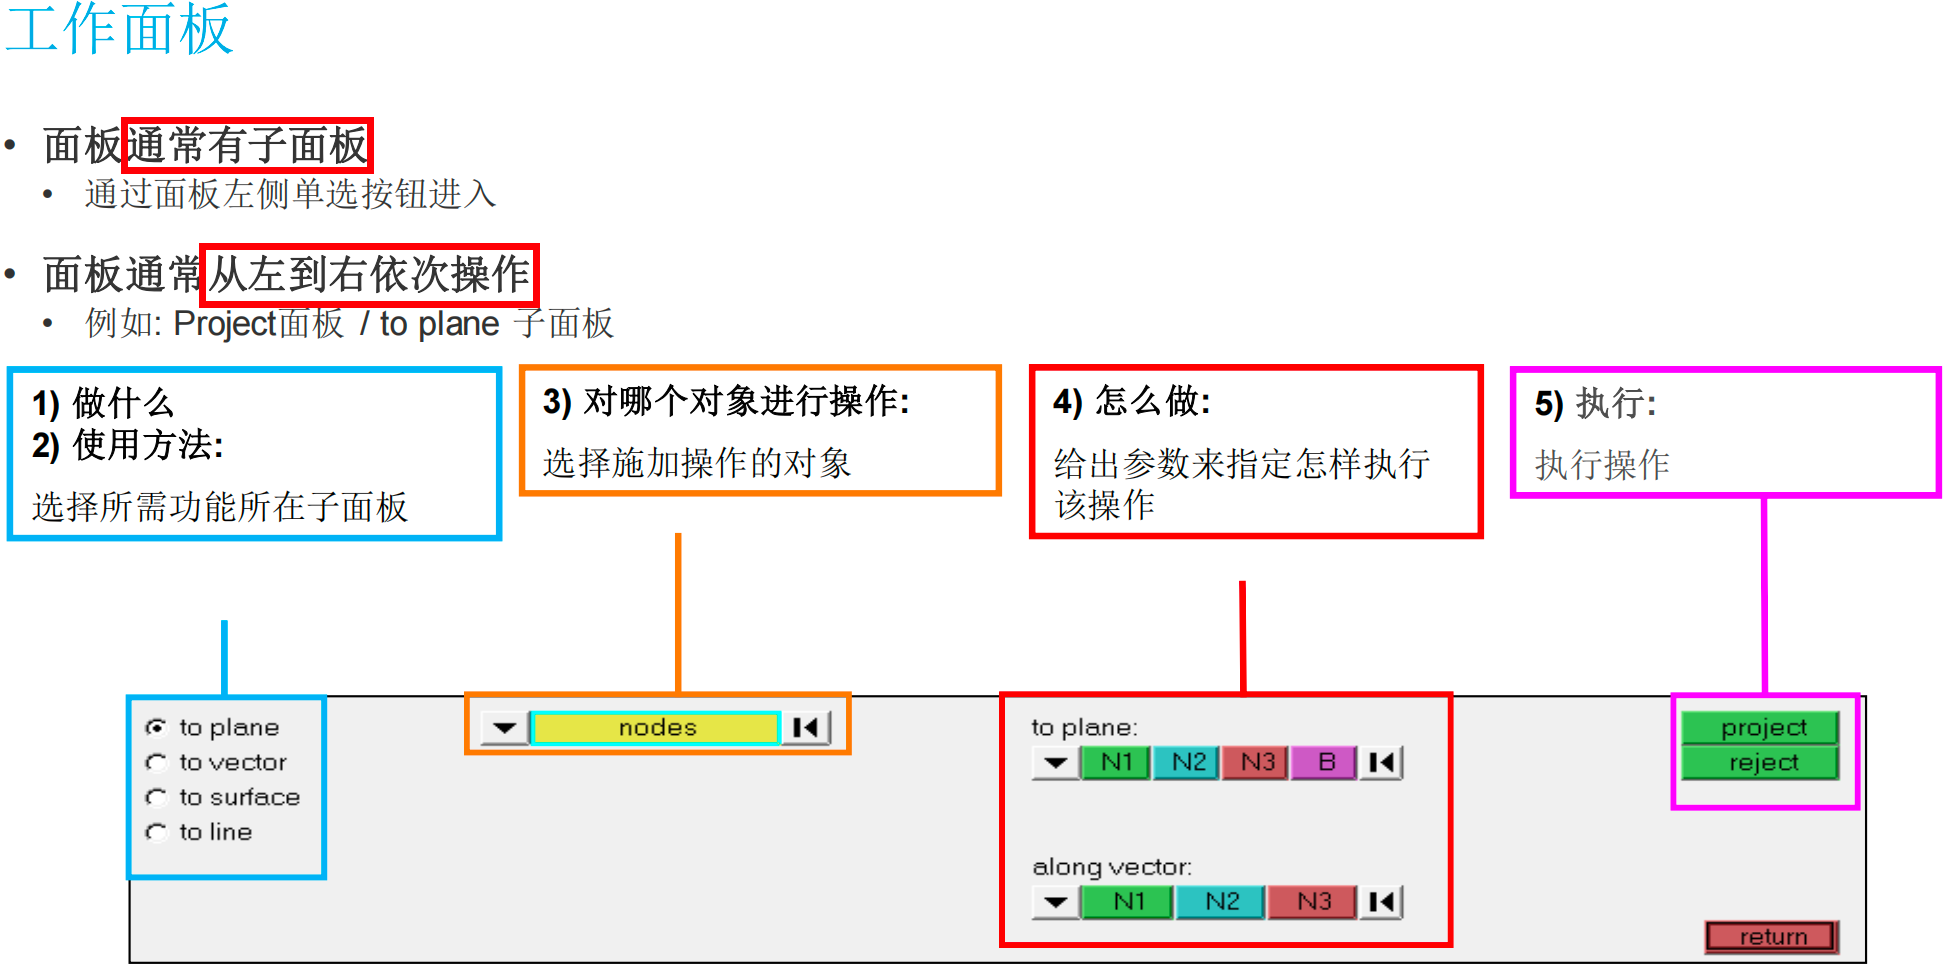 工作面板
• 面板通常有子面板
• 通过面板左侧单选按钮进入
• 面板通常从左到右依次操作
• 例如: Project面板 / to plane 子面板
1) 做什么
2) 使用方法:
选择所需功能所在子面板
3) 对哪个对象进行操作:
选择施加操作的对象
4) 怎么做:
给出参数来指定怎样执行
该操作
5) 执行:
执行操作
to plane
to vector
to surface
to line
nodes
to plane:
N1 N2 N3 B
along vector:
N1 N2 N3
project
reject
return